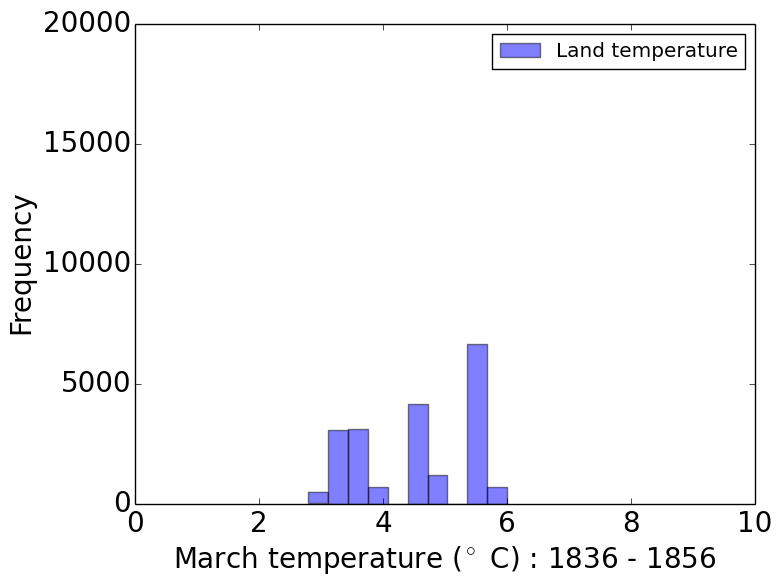 20000
Land temperature
15000
10000
5000
0
Frequency
0 2 4 6 8 10
March temperature (° C) : 1836 - 1856